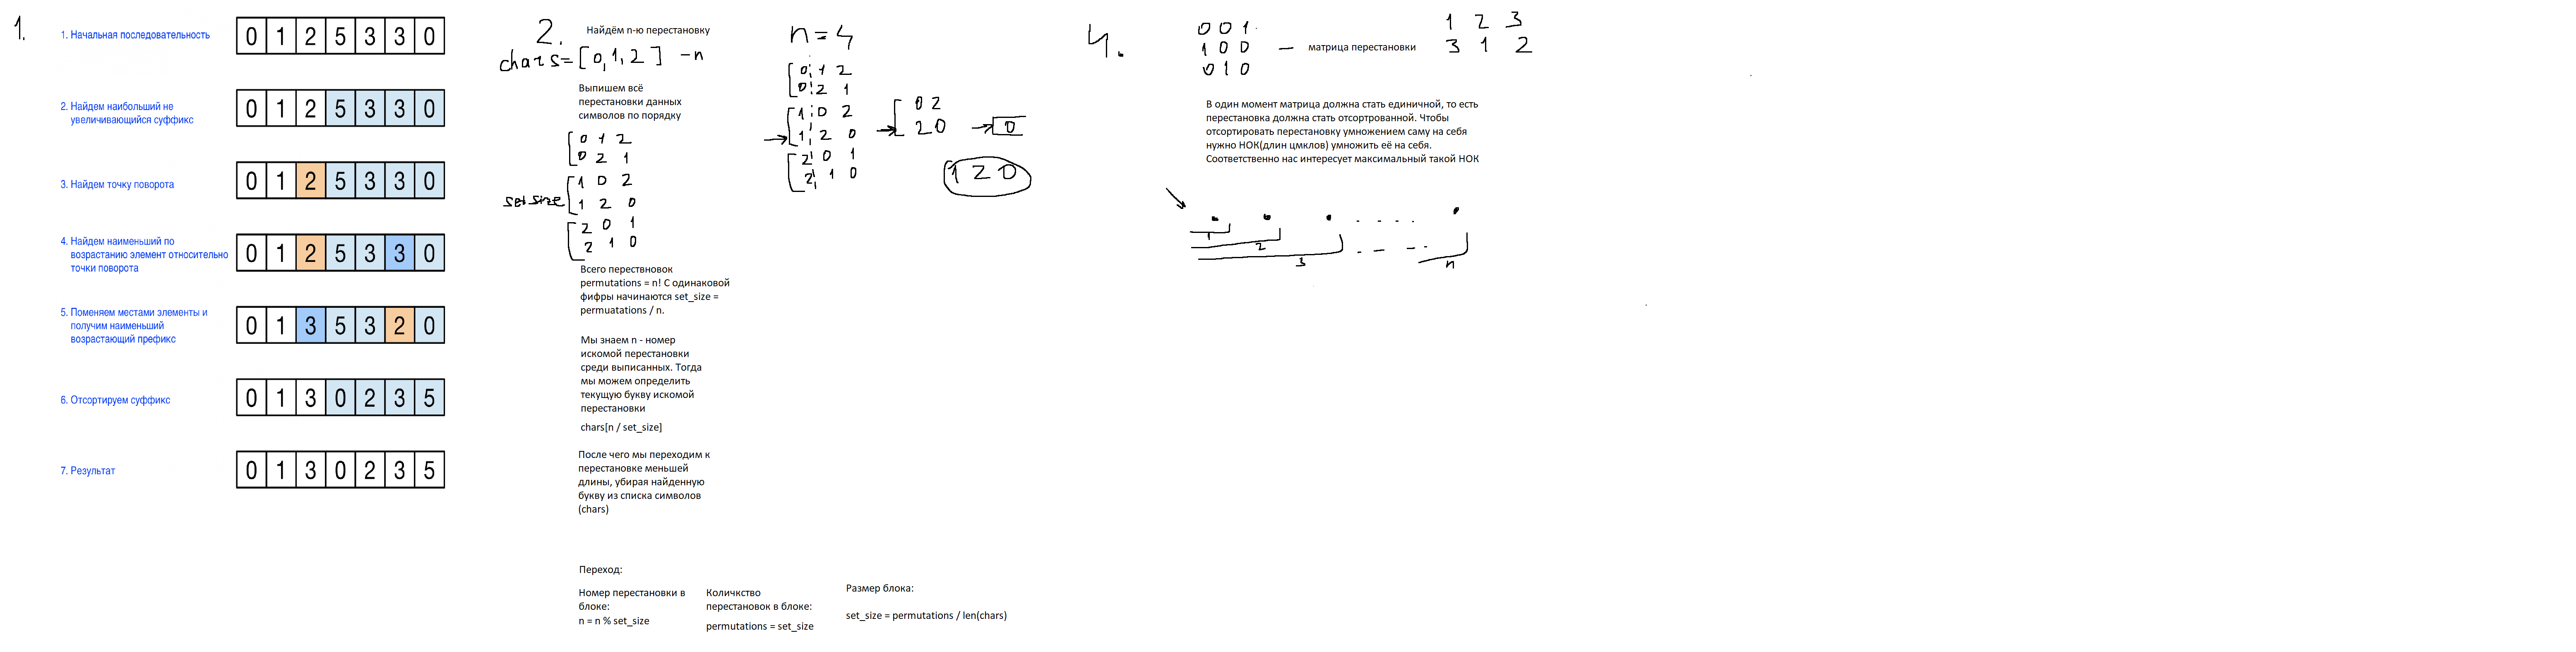 1.
1. Начальная последовательность
0 1 2 5 3 3 0
2. Найдем наибольший не
увеличивающийся суффикс
0 1 2 5 3 3 0
3. Найдем точку поворота
0 1 2 5 3 3 0
4. Найдем наименьший по
возрастанию элемент относительно
точки поворота
0 1 2 5 3 3 0
5. Поменяем местами элементы и
получим наименьший
возрастающий префикс
0 1 3 5 3 2 0
6. Отсортируем суффикс
0 1 3 0 2 3 5
7. Результат
0 1 3 0 2 3 5
2.
Найдём n-ю перестановку
chars = [0, 1, 2] - n
Выпишем всё
перестановки данных
символов по порядку
0 1 2
0 2 1
1 0 2
set size 1 2 0
2 0 1
2 1 0
Всего перествновок
permutations = n! С одинаковой
фифры начинаются set_size =
permuatations / n.
Мы знаем n - номер
искомой перестановки
среди выписанных. Тогда
мы можем определить
текущую букву искомой
перестановки
chars[n / set_size]
После чего мы переходим к
перестановке меньшей
длины, убирая найденную
букву из списка символов
(chars)
n = 4
0 1 2
0 2 1
1 0 2
1 2 0
2 0 1
2 1 0
0 2
2 0
0
1 2 0
Переход:
Номер перестановки в
блоке:
n = n % set_size
Количкство
перестановок в блоке:
permutations = set_size
Размер блока:
set_size = permutations / len(chars)
4.
0 0 1
1 0 0
0 1 0
— матрица перестановки
1 2 3
3 1 2
В один момент матрица должна стать единичной, то есть
перестановка должна стать отсортрованной. Чтобы
отсортировать перестановку умножением саму на себя
нужно НОК(длин цмклов) умножить её на себя.
Соответственно нас интересует максимальный такой НОК
1
2
3
n